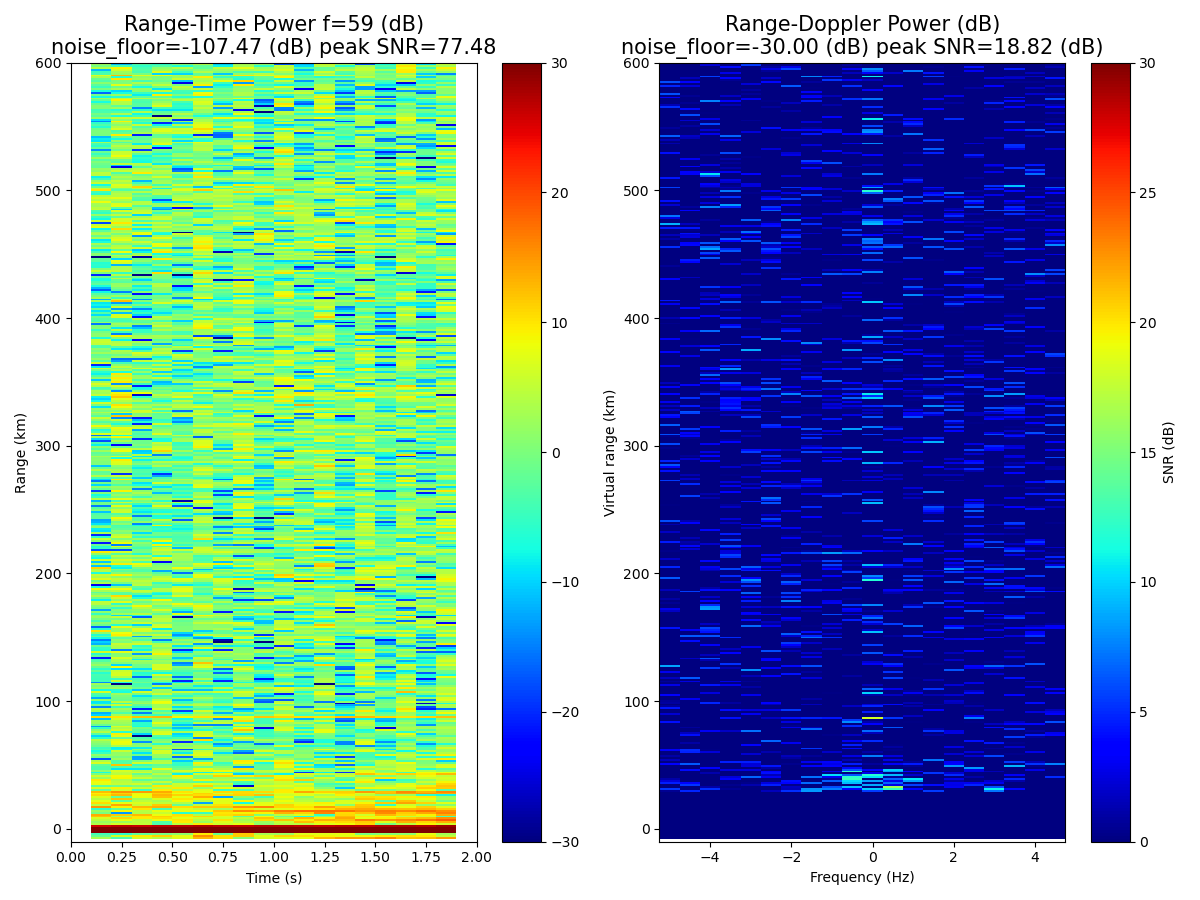 Range-Time Power f=59 (dB)
noise_floor=-107.47 (dB) peak SNR=77.48
Range-Doppler Power (dB)
noise_floor=-30.00 (dB) peak SNR=18.82 (dB)
600
500
400
300
200
100
0
Range (km)
0.00 0.25 0.50 0.75 1.00 1.25 1.50 1.75 2.00
Time (s)
30
20
10
0
−10
−20
−30
600
500
400
300
200
100
0
Virtual range (km)
−4 −2 0 2 4
Frequency (Hz)
30
25
20
15
10
5
0
SNR (dB)